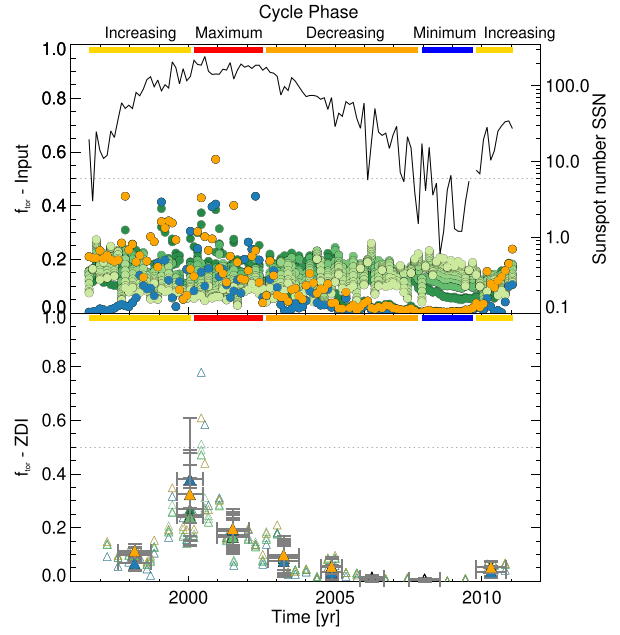 Cycle Phase
Increasing Maximum Decreasing Minimum Increasing
1.0
0.8
0.6
0.4
0.2
0.0
f_tor - Input
100.0
10.0
1.0
0.1
Sunspot number SSN
1.0
0.8
0.6
0.4
0.2
0.0
f_tor - ZDI
2000 2005 2010
Time [yr]